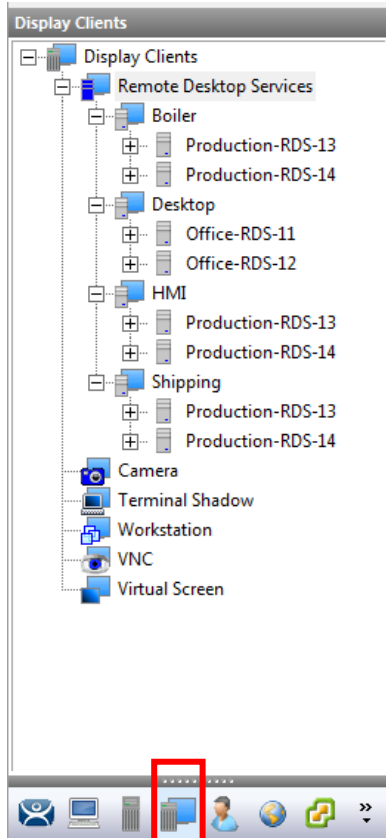 Display Clients
Display Clients
Remote Desktop Services
Boiler
Production-RDS-13
Production-RDS-14
Desktop
Office-RDS-11
Office-RDS-12
HMI
Production-RDS-13
Production-RDS-14
Shipping
Production-RDS-13
Production-RDS-14
Camera
Terminal Shadow
Workstation
VNC
Virtual Screen